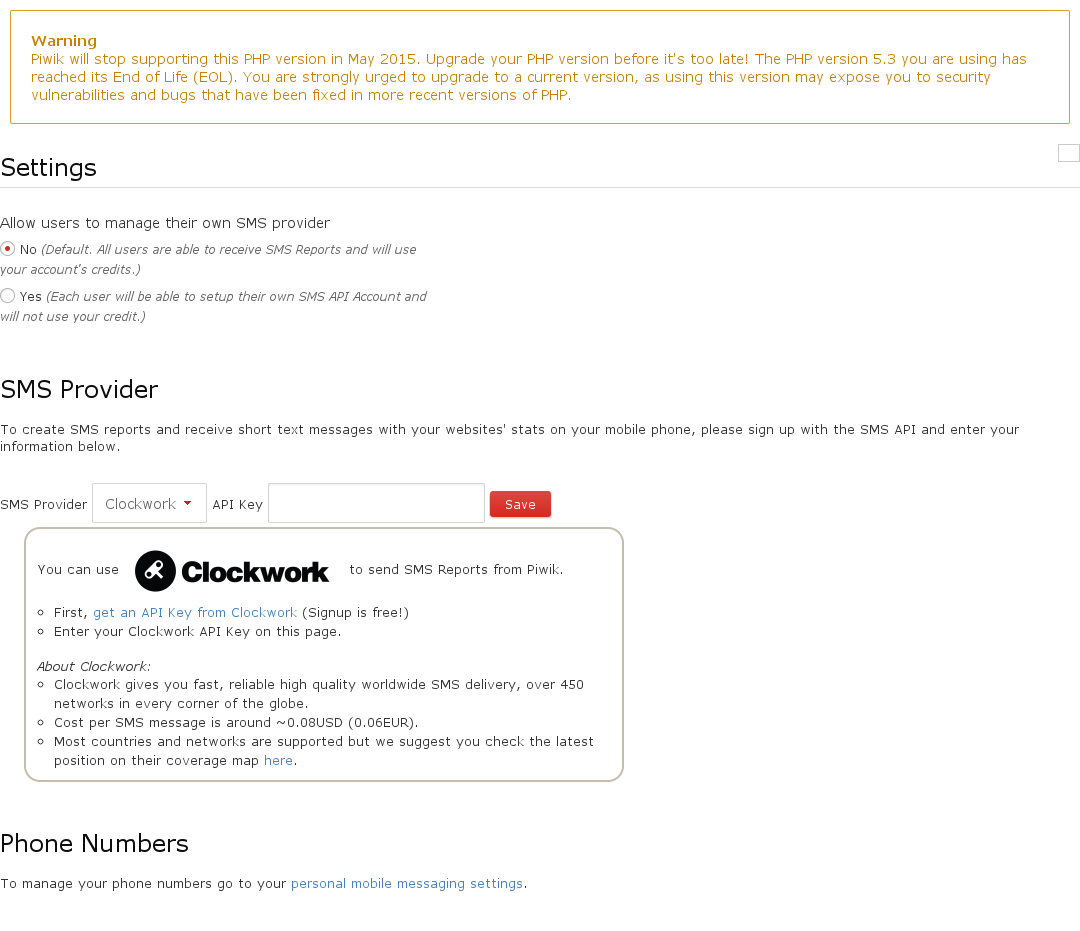 Warning
Piwik will stop supporting this PHP version in May 2015. Upgrade your PHP version before it's too late! The PHP version 5.3 you are using has
reached its End of Life (EOL). You are strongly urged to upgrade to a current version, as using this version may expose you to security
vulnerabilities and bugs that have been fixed in more recent versions of PHP.
Settings
Allow users to manage their own SMS provider
No (Default. All users are able to receive SMS Reports and will use
your account's credits.)
Yes (Each user will be able to setup their own SMS API Account and
will not use your credit.)
SMS Provider
To create SMS reports and receive short text messages with your websites' stats on your mobile phone, please sign up with the SMS API and enter your
information below.
SMS Provider Clockwork API Key Save
You can use Clockwork to send SMS Reports from Piwik.
First, get an API Key from Clockwork (Signup is free!)
Enter your Clockwork API Key on this page.
About Clockwork:
Clockwork gives you fast, reliable high quality worldwide SMS delivery, over 450
networks in every corner of the globe.
Cost per SMS message is around ~0.08USD (0.06EUR).
Most countries and networks are supported but we suggest you check the latest
position on their coverage map here.
Phone Numbers
To manage your phone numbers go to your personal mobile messaging settings.